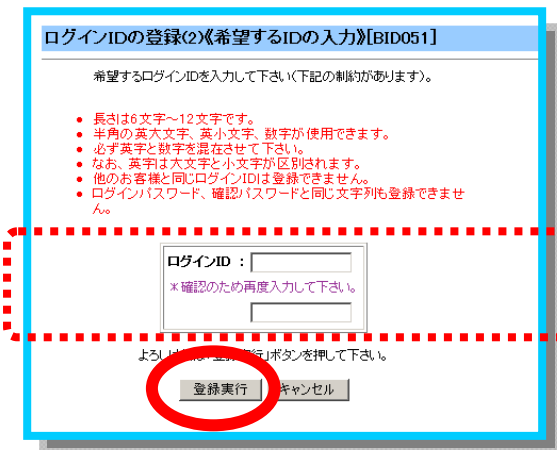 ログインIDの登録(2)《希望するIDの入力》[BID051]
希望するログインIDを入力して下さい(下記の制約があります)。
• 長さは6文字～12文字です。
• 半角の英大文字、英小文字、数字が使用できます。
• 必ず英字と数字を混在させて下さい。
• なお、英字は大文字と小文字が区別されます。
• 他のお客様と同じログインIDは登録できません。
• ログインパスワード、確認パスワードと同じ文字列も登録できませ
ん。
ログインID ：
＊確認のため再度入力して下さい。
よろし 登録実行」ボタンを押して下さい。
登録実行 キャンセル